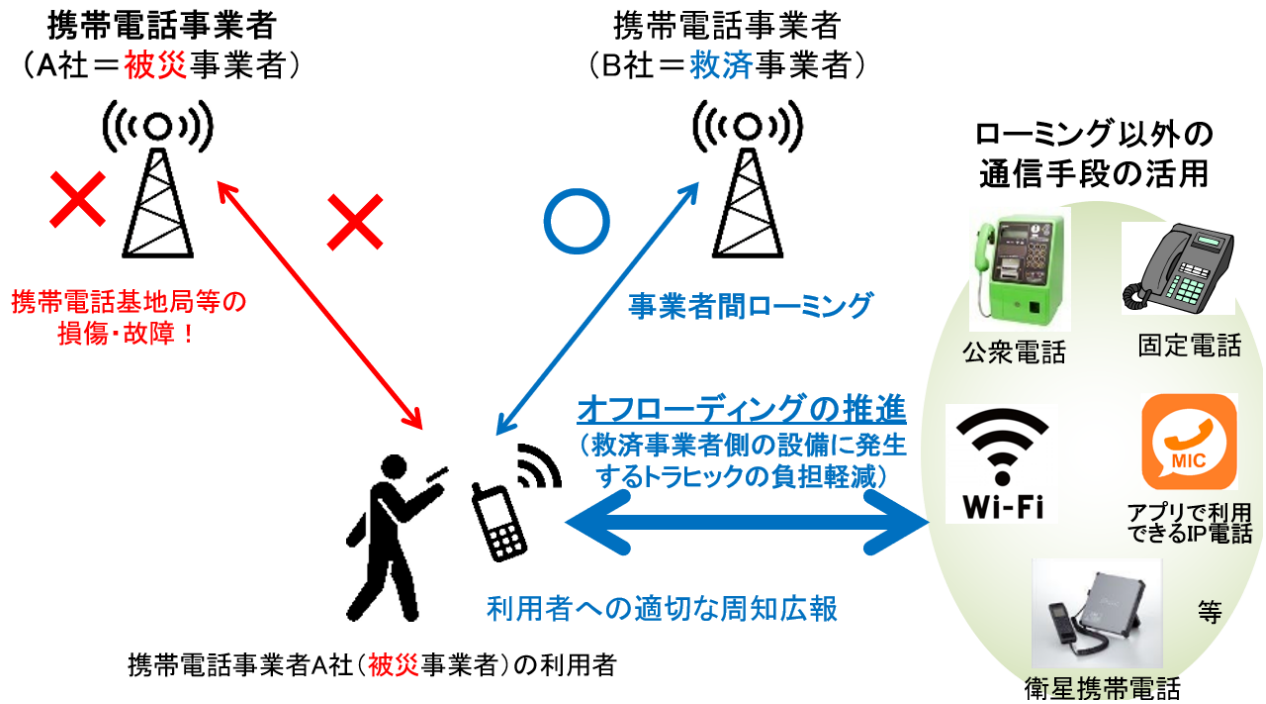 携帯電話事業者
（A社＝被災事業者）
携帯電話事業者
（B社＝救済事業者）
ローミング以外の
通信手段の活用
携帯電話基地局等の
損傷・故障！
事業者間ローミング
公衆電話
固定電話
オフローディングの推進
（救済事業者側の設備に発生
するトラヒックの負担軽減）
Wi-Fi
MIC
アプリで利用
できるIP電話
利用者への適切な周知広報
等
携帯電話事業者A社（被災事業者）の利用者
衛星携帯電話